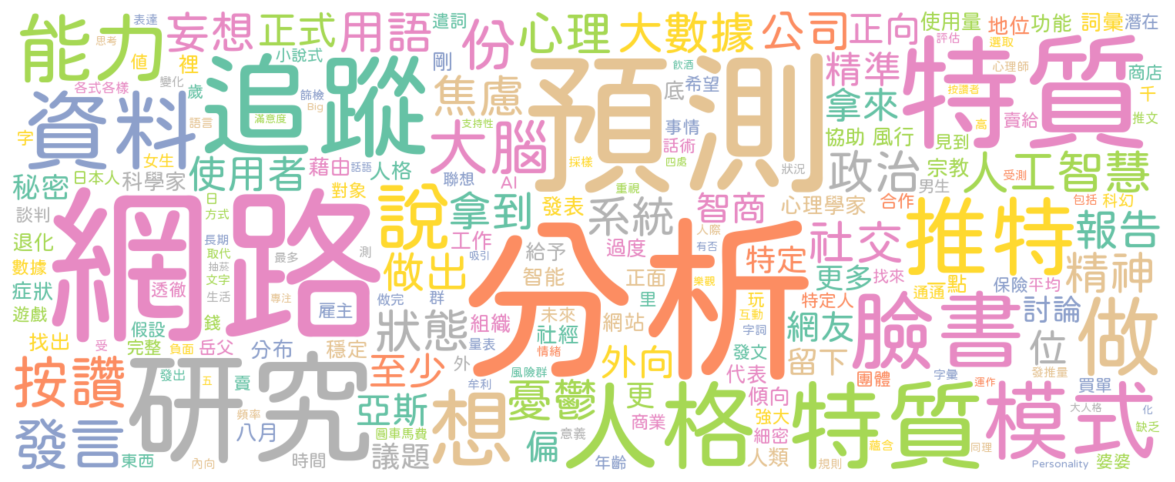 能力
表達
思考
值
裡
妄想
正式
小說式
用語
遣詞
剛
份
心理
飲酒
希望
底
大數據
公司
正向
使用量
評估
選取
地位
功能
心理師
詞彙
潛在
商店
千
推文
各式各樣
變化
歲
篩檢
Big
滿意度
語言
字
資料
追蹤
焦慮
支持性
預測
事情
話術
四處
精準
拿來
按讚者
特質
高
賣給
見到
協助
風行
女生
日本人
科學家
秘密
使用者
藉由
話語
人格
大腦
聯想
AI
採樣
狀況
重視
政治
男生
宗教
受測
人工智慧
包括
科幻
談判
對象
日
方式
退化
數據
症狀
遊戲
透徹
長期
取代
抽菸
文字
生活
網路
最多
測
專注
錢
說
拿到
發表
系統
智商
人際
心理學家
合作
工作
吸引
給予
智能
過度
有否
正面
樂觀
特定
社交
推特
報告
做出
更多
找來
通通
一點
保險
平均
精神
里
玩
互動
特定人
網友
討論
雇主
做完
群
狀態
組織
量表
未來
社經
情緒
網站
字詞
發文
留下
臉書
位
做
假設
找出
完整
受
負面
岳父
分布
穩定
外
分析
外向
代表
團體
字彙
運作
發推量
買單
按讚
發出
五
賣
頻率
八月
研究
至少
風險群
牟利
憂鬱
更
傾向
強大
商業
細密
人格特質
模式
大人格
化
缺乏
發言
東西
內向
時間
亞斯
圓車馬費
議題
想
偏
意義
年齡
人類
規則
蘊含
同理
Personality
婆婆